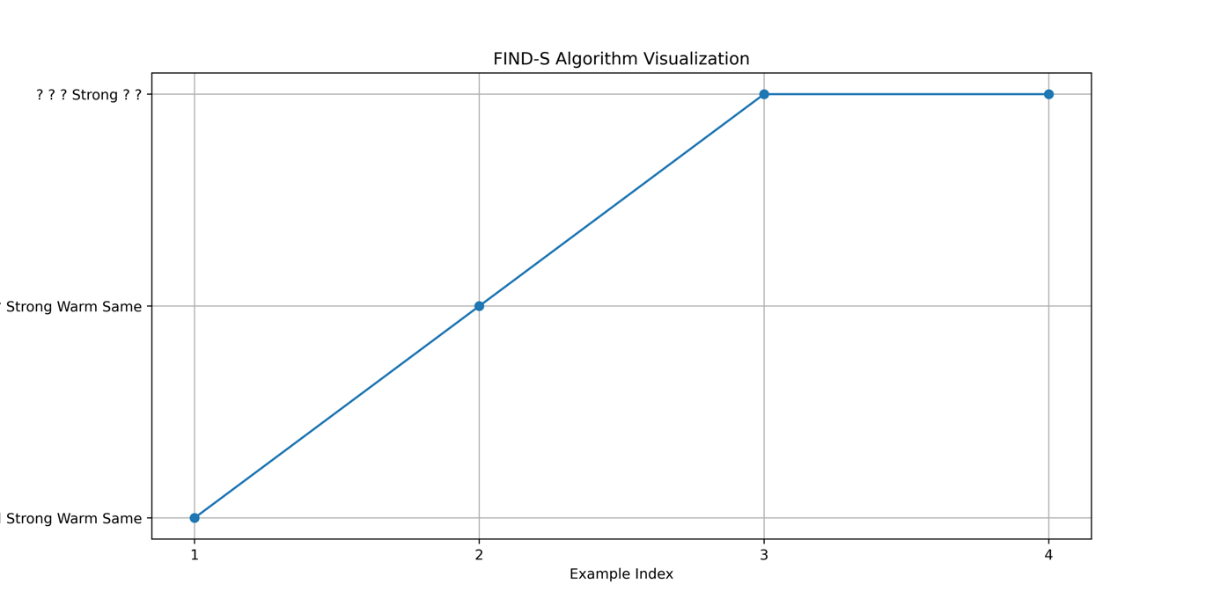 FIND-S Algorithm Visualization
? ? ? Strong ? ?
Strong Warm Same
Strong Warm Same
1 2 3 4
Example Index